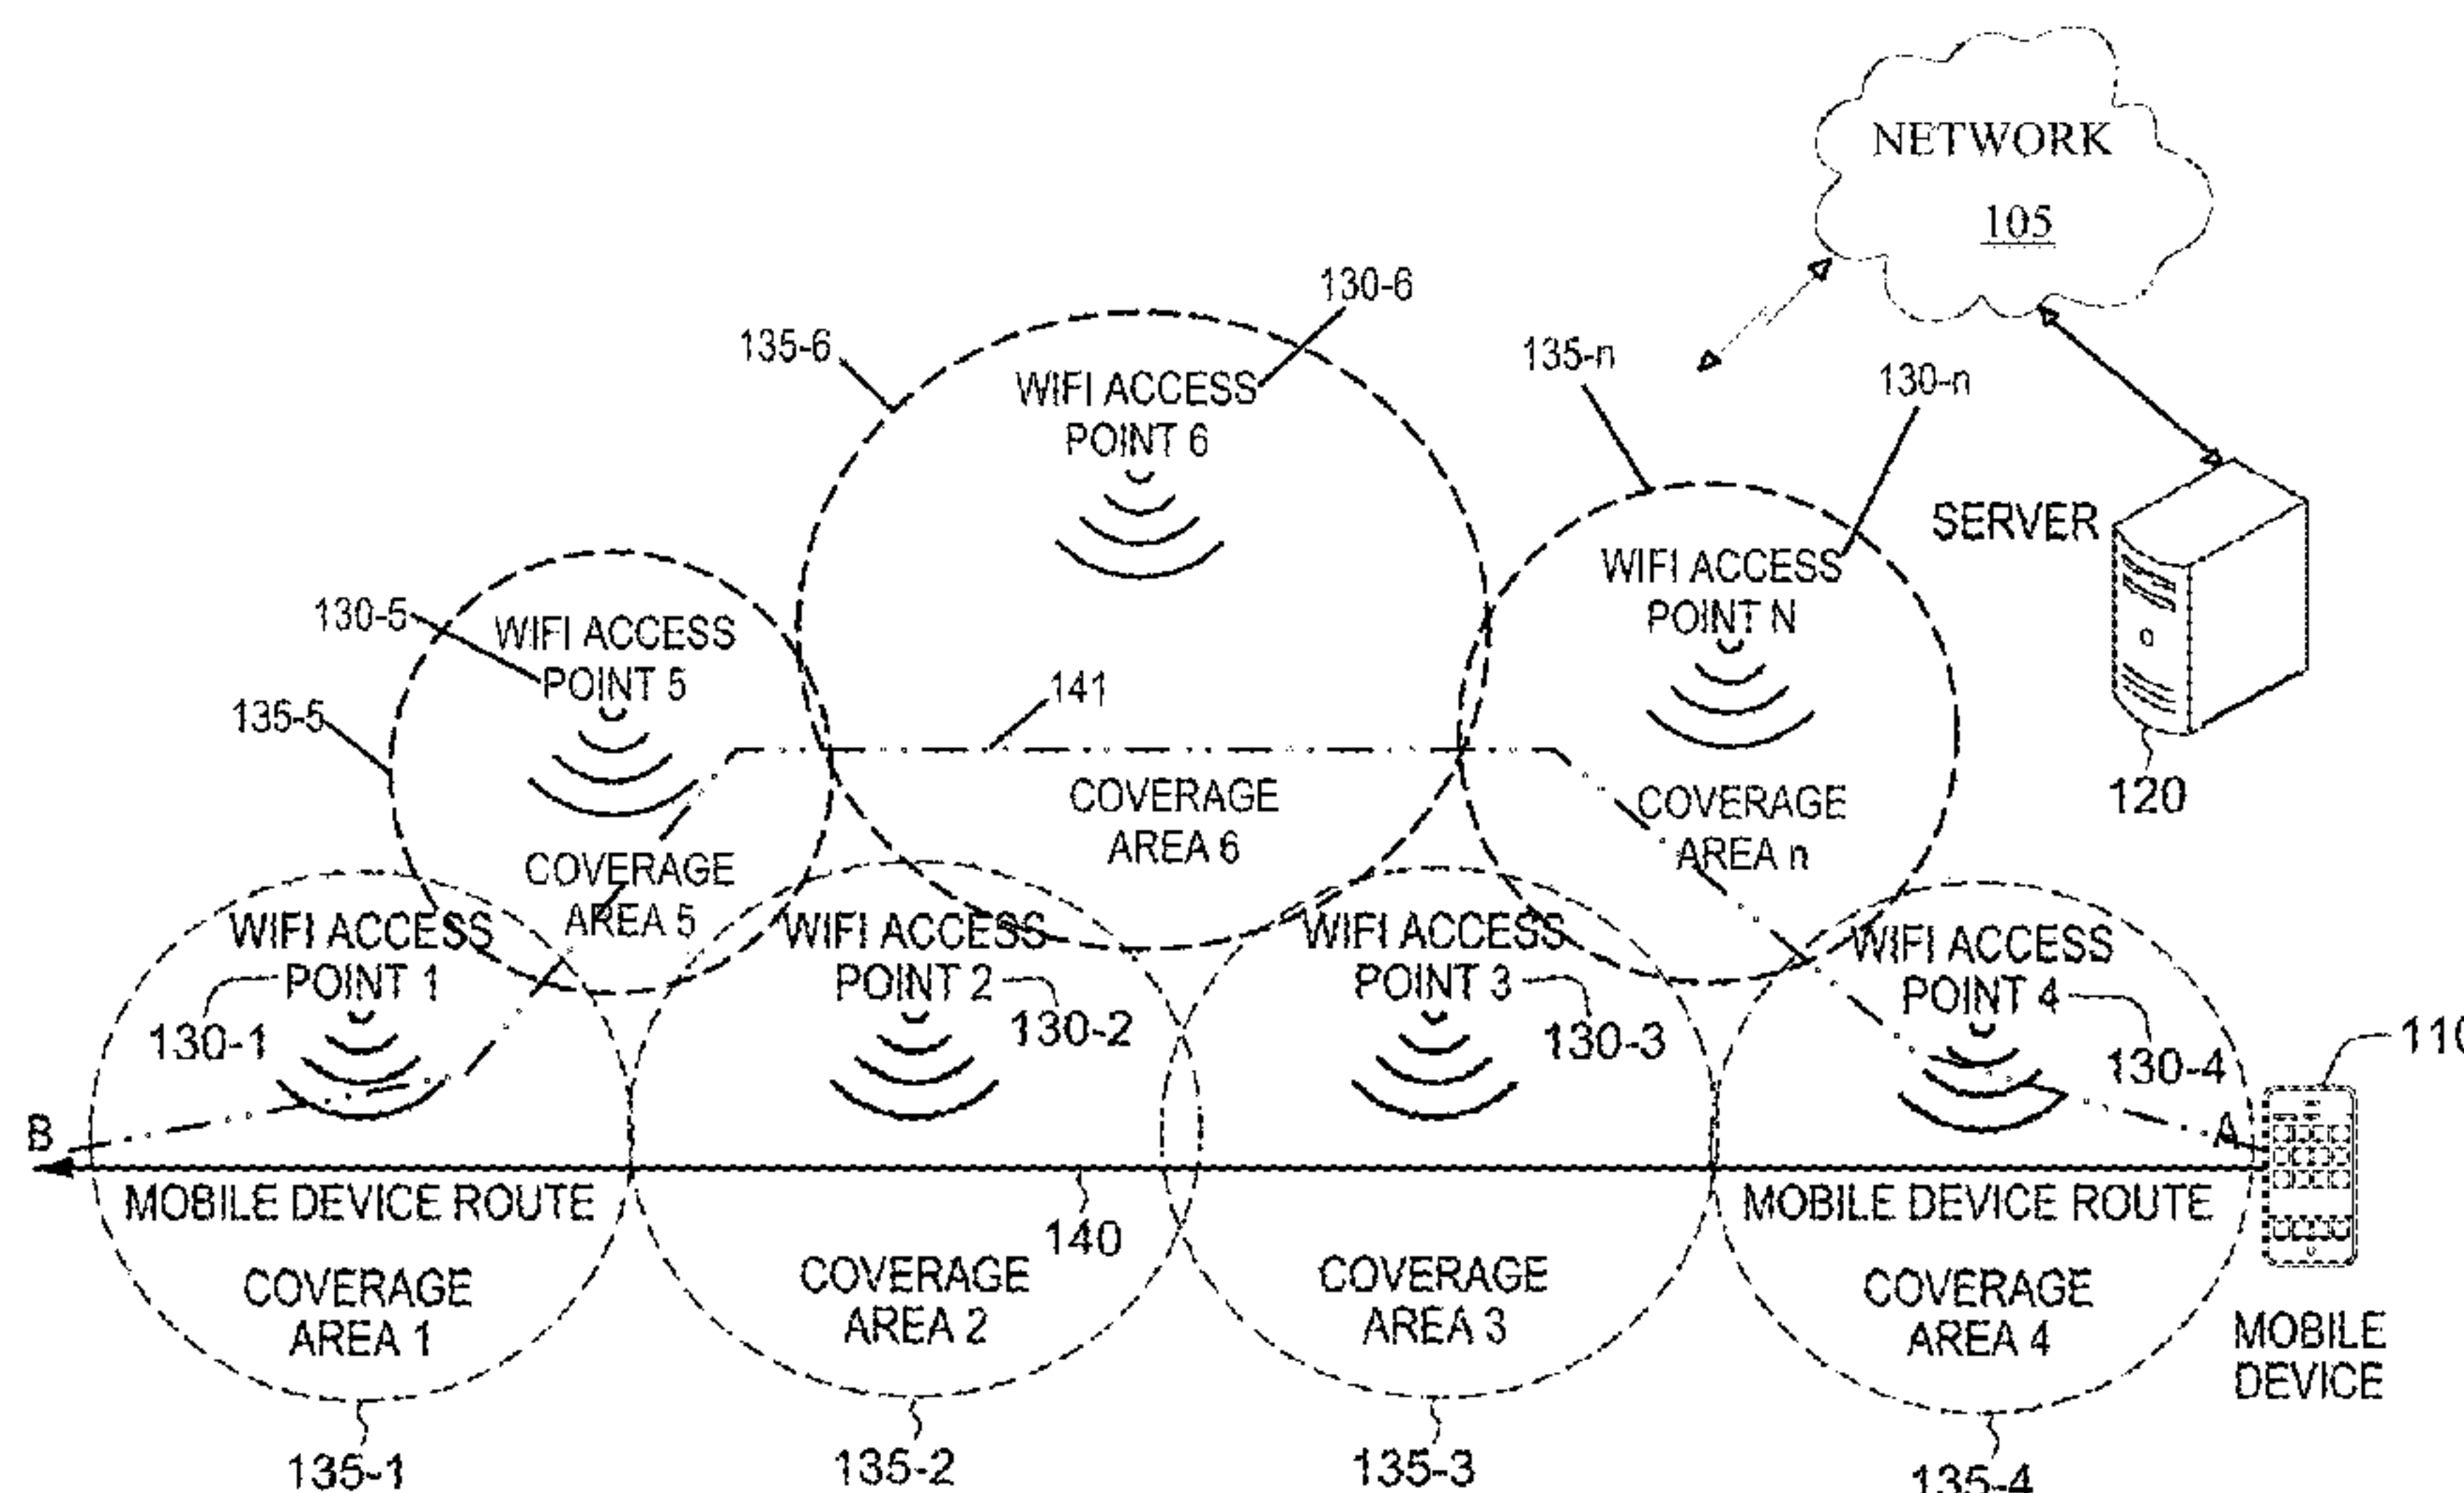 NETWORK
105
130-6
135-6
WIFI ACCESS
POINT 6
135-n
130-n
SERVER
WIFI ACCESS
POINT N
130-5
WIFI ACCESS
POINT 5
135-5
141
120
COVERAGE
AREA 6
COVERAGE
AREA n
COVERAGE
AREA 5
WIFI ACCESS
POINT 1
130-1
WIFI ACCESS
POINT 2
130-2
WIFI ACCESS
POINT 3
130-3
WIFI ACCESS
POINT 4
130-4
110
B
A
MOBILE DEVICE ROUTE
140
MOBILE DEVICE ROUTE
COVERAGE
AREA 1
COVERAGE
AREA 2
COVERAGE
AREA 3
COVERAGE
AREA 4
MOBILE
DEVICE
135-1
135-2
135-3
135-4